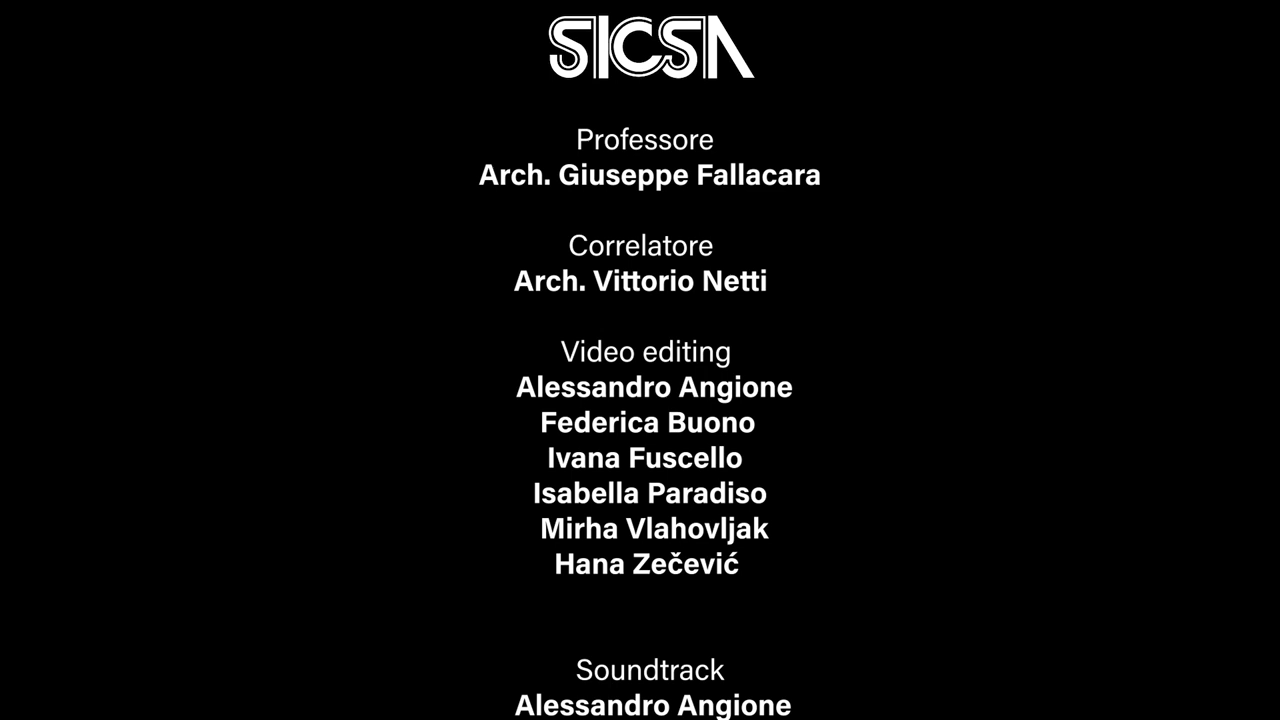 SICSA
Professore
Arch. Giuseppe Fallacara
Correlatore
Arch. Vittorio Netti
Video editing
Alessandro Angione
Federica Buono
Ivana Fuscello
Isabella Paradiso
Mirha Vlahovljak
Hana Zečević
Soundtrack
Alessandro Angione